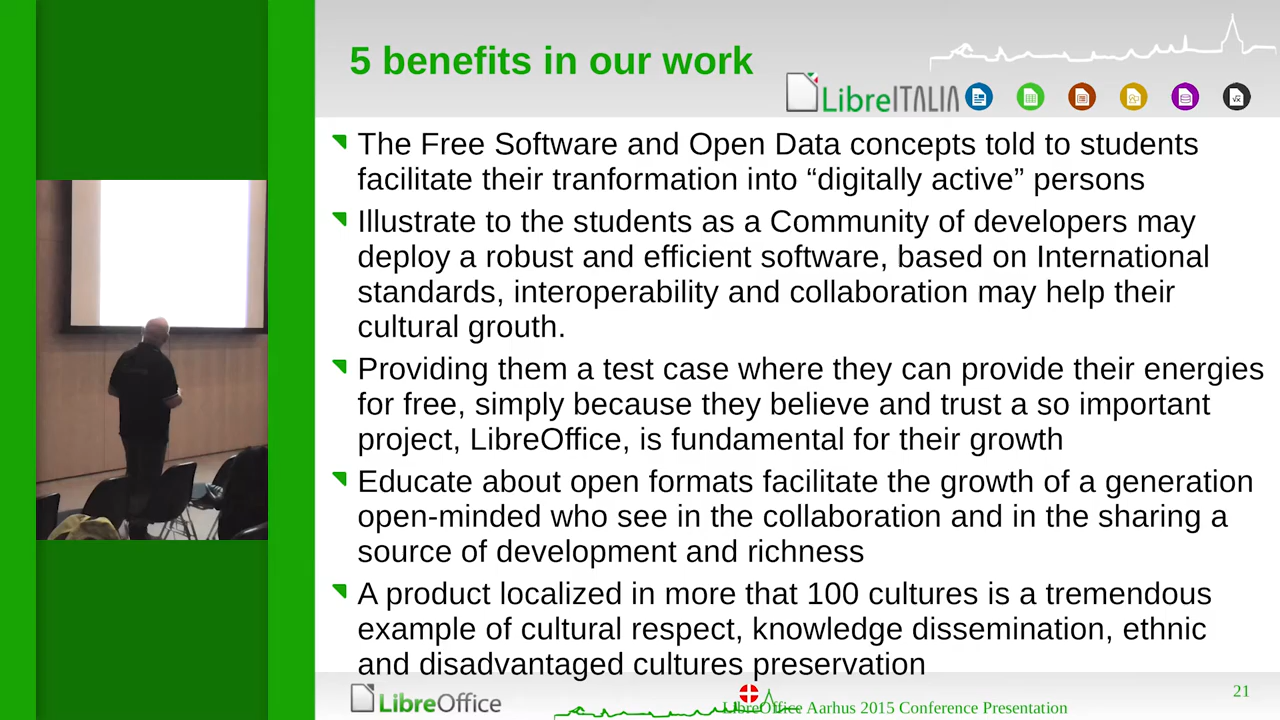 5 benefits in our work
LibreITALIA
The Free Software and Open Data concepts told to students
facilitate their tranformation into “digitally active” persons
Illustrate to the students as a Community of developers may
deploy a robust and efficient software, based on International
standards, interoperability and collaboration may help their
cultural grouth.
Providing them a test case where they can provide their energies
for free, simply because they believe and trust a so important
project, LibreOffice, is fundamental for their growth
Educate about open formats facilitate the growth of a generation
open-minded who see in the collaboration and in the sharing a
source of development and richness
A product localized in more that 100 cultures is a tremendous
example of cultural respect, knowledge dissemination, ethnic
and disadvantaged cultures preservation
LibreOffice
LibreOffice Aarhus 2015 Conference Presentation
21